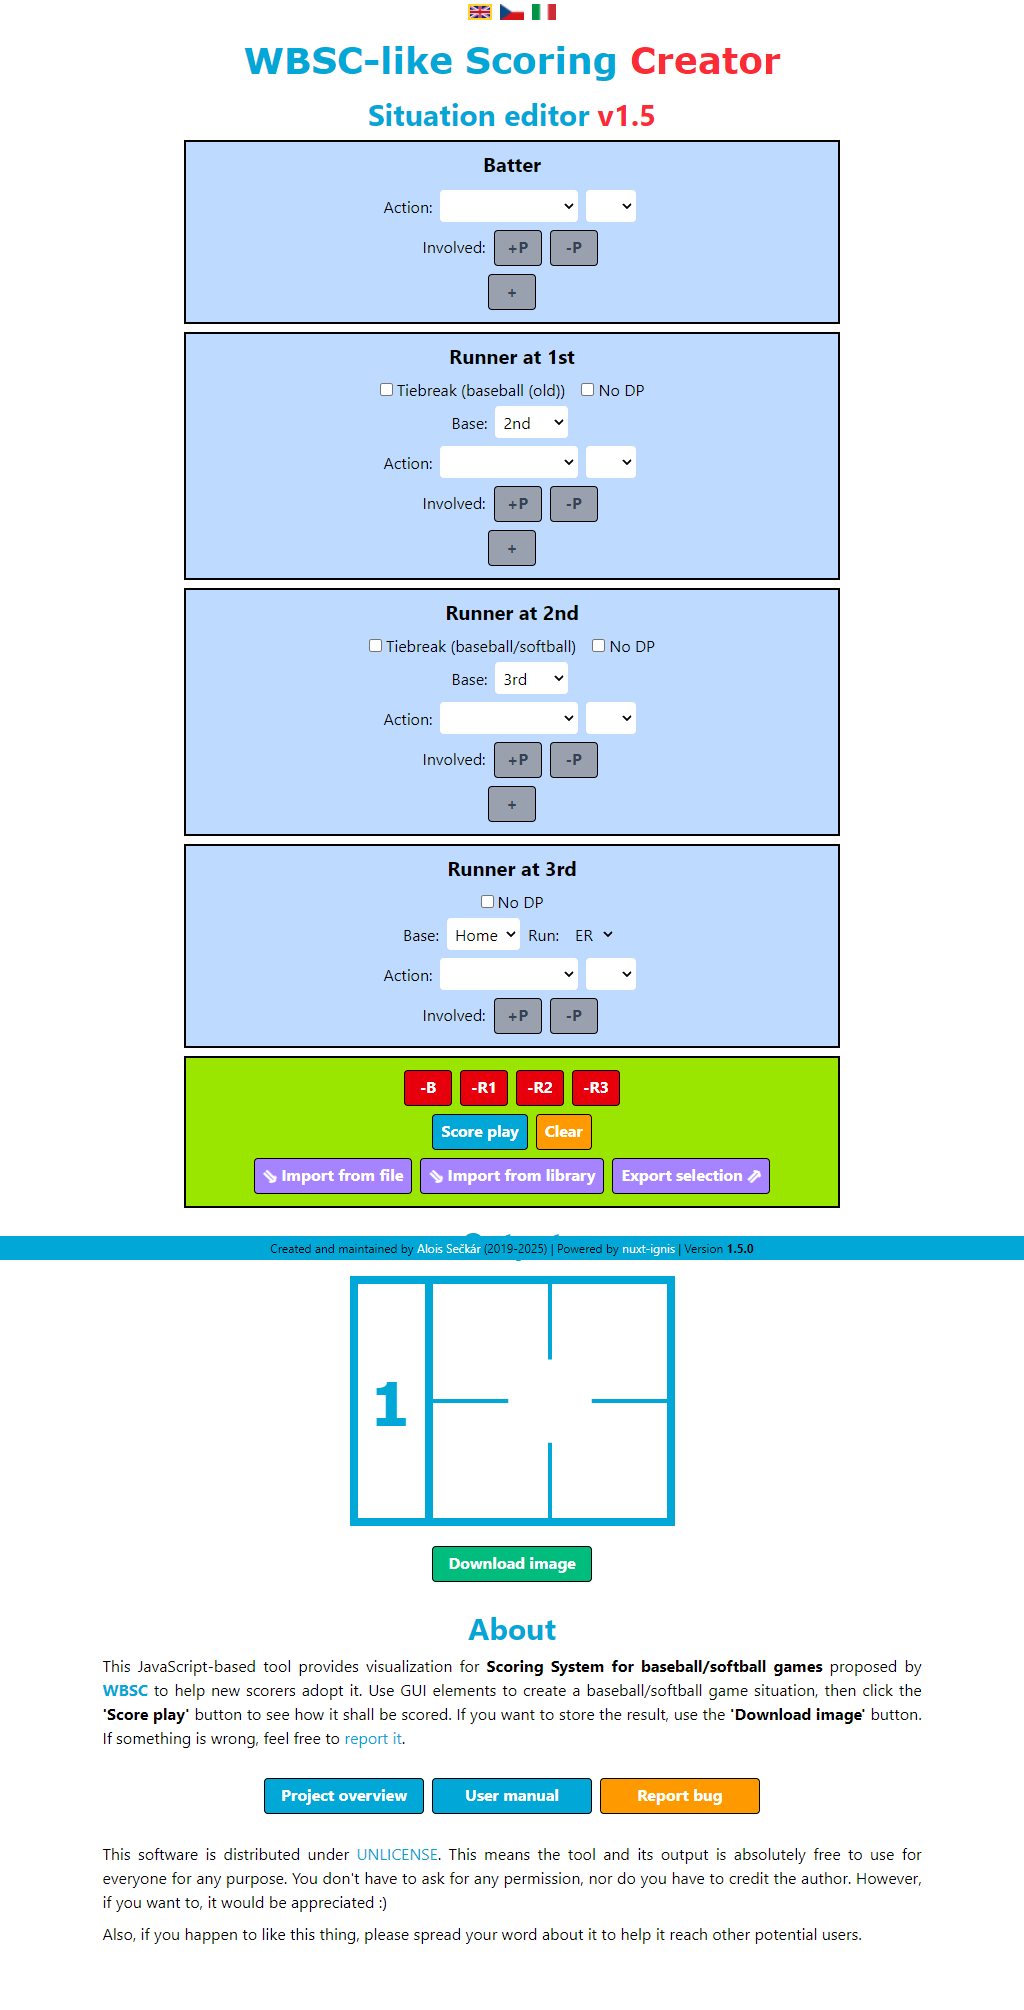 WBSC-like Scoring Creator
Situation editor v1.5
Batter
Action:
Involved: +P -P
+
Runner at 1st
Tiebreak (baseball (old)) No DP
Base: 2nd
Action:
Involved: +P -P
+
Runner at 2nd
Tiebreak (baseball/softball) No DP
Base: 3rd
Action:
Involved: +P -P
+
Runner at 3rd
No DP
Base: Home Run: ER
Action:
Involved: +P -P
-B -R1 -R2 -R3
Score play Clear
⇘ Import from file ⇘ Import from library Export selection ⇗
Created and maintained by Alois Sečkár (2019-2025) | Powered by nuxt-ignis | Version 1.5.0
1
Download image
About
This JavaScript-based tool provides visualization for Scoring System for baseball/softball games proposed by
WBSC to help new scorers adopt it. Use GUI elements to create a baseball/softball game situation, then click the
'Score play' button to see how it shall be scored. If you want to store the result, use the 'Download image' button.
If something is wrong, feel free to report it.
Project overview User manual Report bug
This software is distributed under UNLICENSE. This means the tool and its output is absolutely free to use for
everyone for any purpose. You don't have to ask for any permission, nor do you have to credit the author. However,
if you want to, it would be appreciated :)
Also, if you happen to like this thing, please spread your word about it to help it reach other potential users.